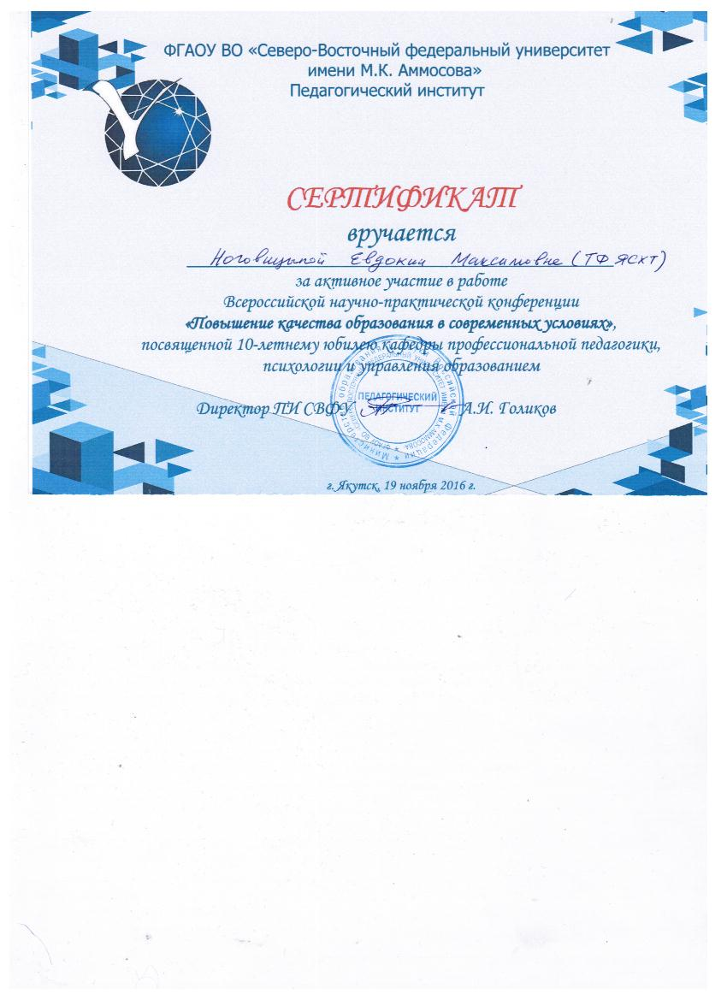 ФГАОУ ВО «Северо-Восточный федеральный университет
имени М.К. Аммосова»
Педагогический институт
СЕРТИФИКАТ
вручается
Ноговицыной Евдокии Максимовне (ТФ ЯСХТ)
за активное участие в работе
Всероссийской научно-практической конференции
«Повышение качества образования в современных условиях»,
посвященной 10-летнему юбилею кафедры профессиональной педагогики,
психологии и управления образованием
Директор ПИ СВФУ А.И. Голиков
ПЕДАГОГИЧЕСКИЙ
ИНСТИТУТ
г. Якутск, 19 ноября 2016 г.